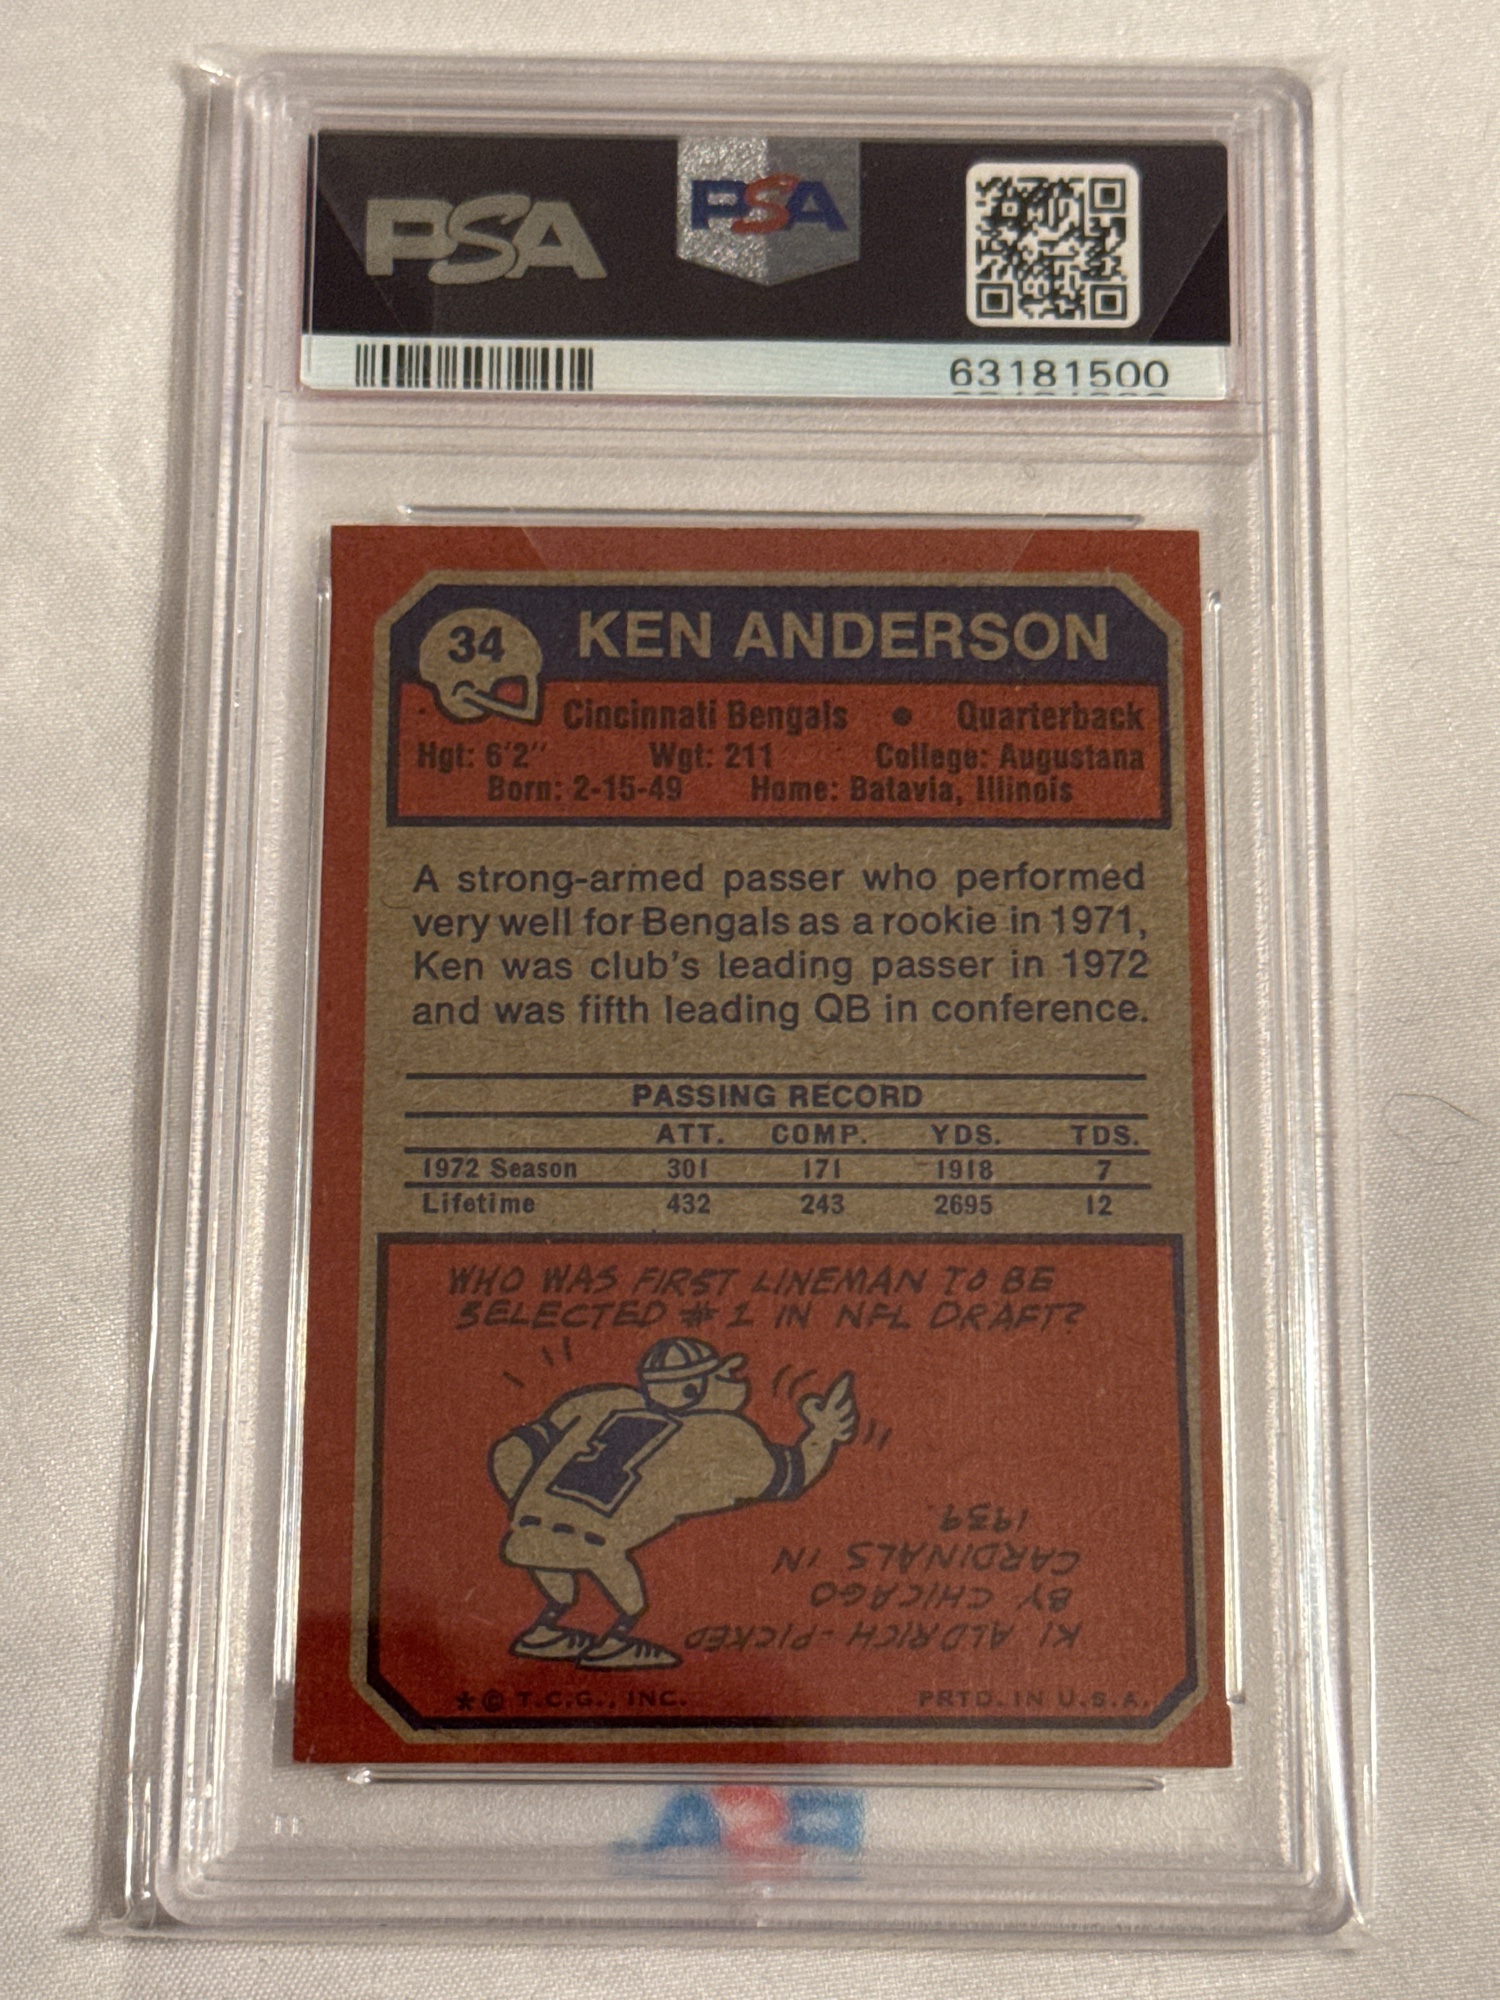 PSA
PSA
63181500
34
KEN ANDERSON
Cincinnati Bengals • Quarterback
Hgt: 6'2" Wgt: 211 College: Augustana
Born: 2-15-49 Home: Batavia, Illinois
A strong-armed passer who performed
very well for Bengals as a rookie in 1971,
Ken was club's leading passer in 1972
and was fifth leading QB in conference.
PASSING RECORD
ATT. COMP. YDS. TDS.
1972 Season 301 171 1918 7
Lifetime 432 243 2695 12
WHO WAS FIRST LINEMAN TO BE
SELECTED #1 IN NFL DRAFT?
1
KI ALDRICH-PICKED
BY CHICAGO
CARDINALS IN
1939.
*© T.C.G., INC. PRTD. IN U.S.A.
PSA